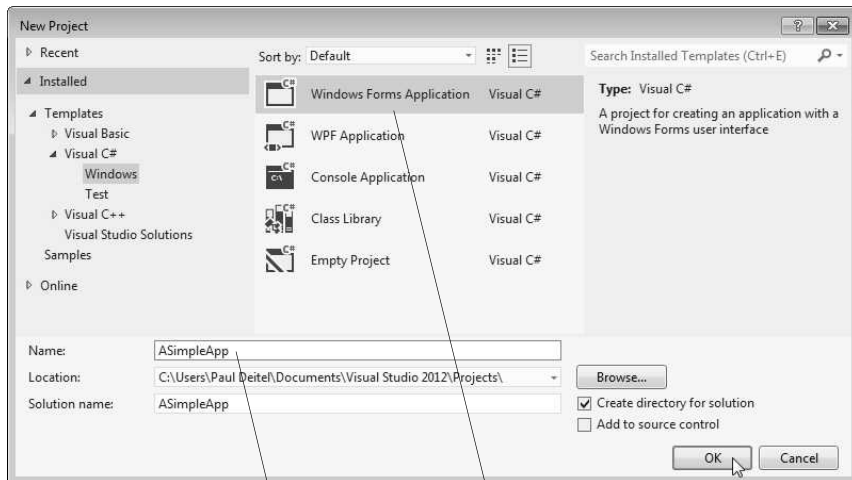 New Project
Recent
Installed
Templates
Visual Basic
Visual C#
Windows
Test
Visual C++
Visual Studio Solutions
Samples
Online
Sort by: Default
C# Windows Forms Application Visual C#
C# WPF Application Visual C#
C# C:\ Console Application Visual C#
C# Class Library Visual C#
C# Empty Project Visual C#
Search Installed Templates (Ctrl+E)
Type: Visual C#
A project for creating an application with a
Windows Forms user interface
Name: ASimpleApp
Location: C:\Users\Paul Deitel\Documents\Visual Studio 2012\Projects\ Browse...
Solution name: ASimpleApp
Create directory for solution
Add to source control
OK Cancel